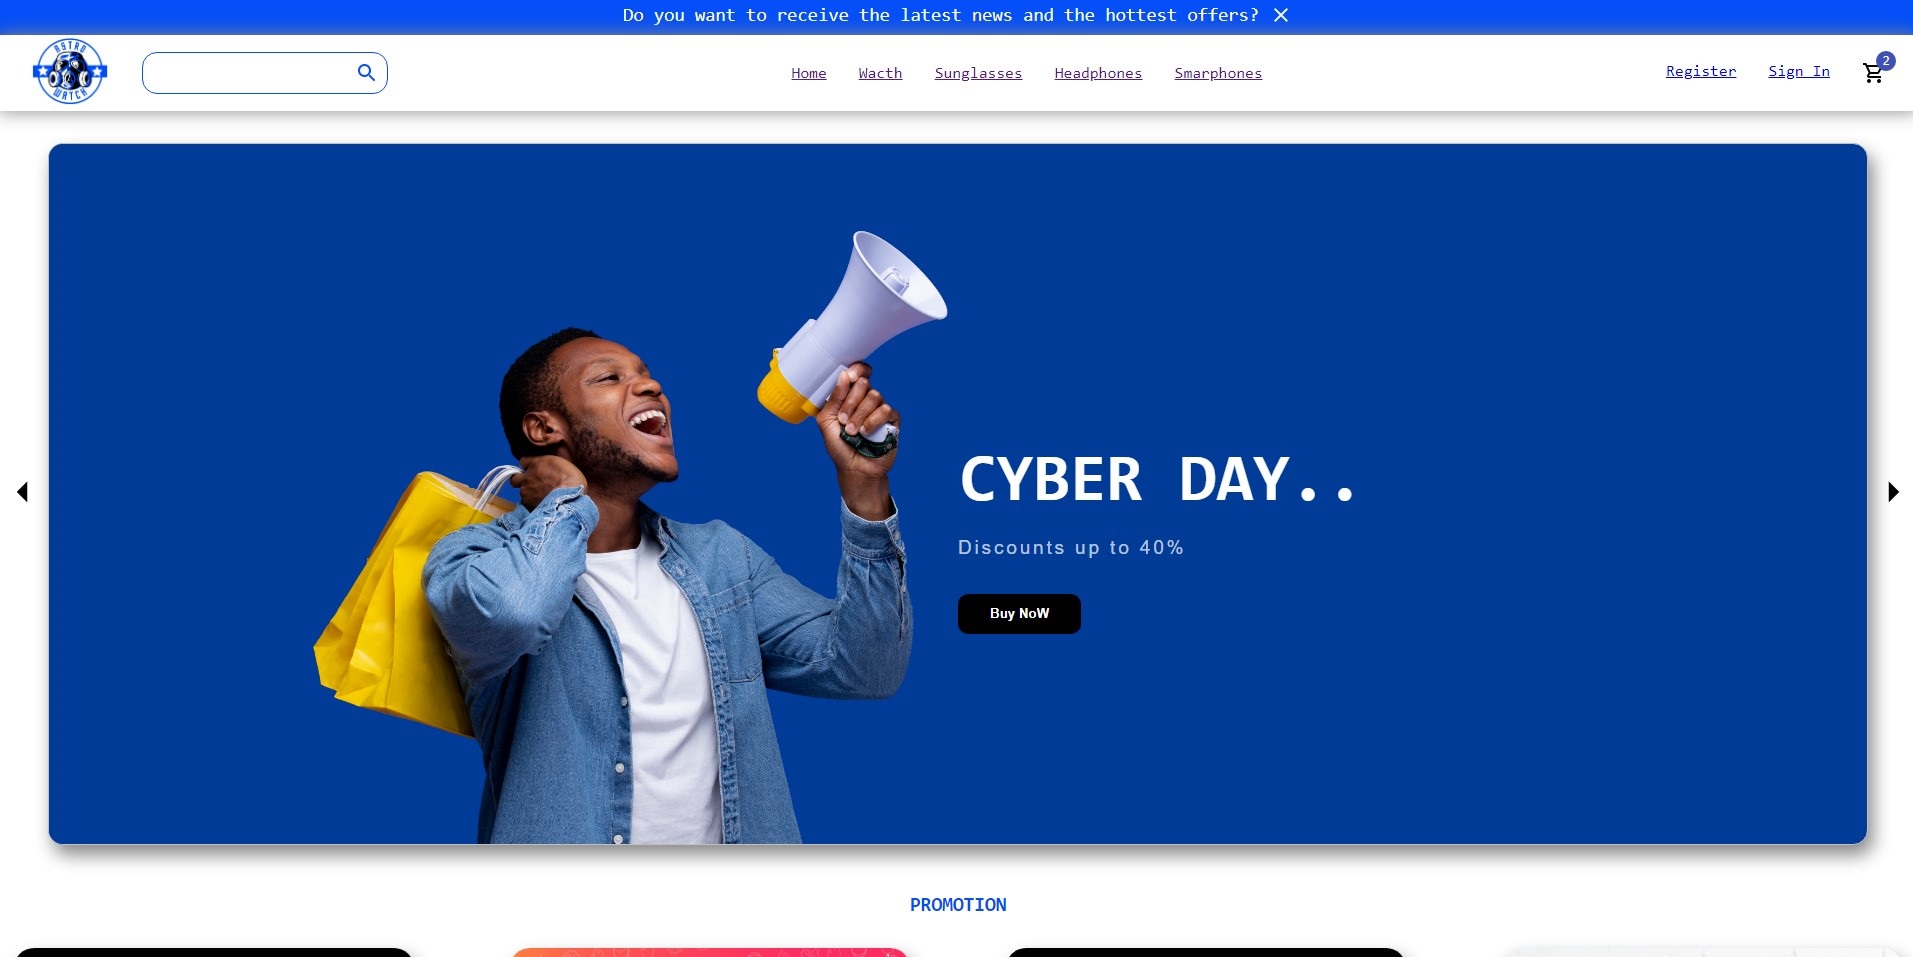 Do you want to receive the latest news and the hottest offers?
ASTRO
WATCH
Home Wacth Sunglasses Headphones Smarphones
Register Sign In 2
CYBER DAY..
Discounts up to 40%
Buy NoW
PROMOTION